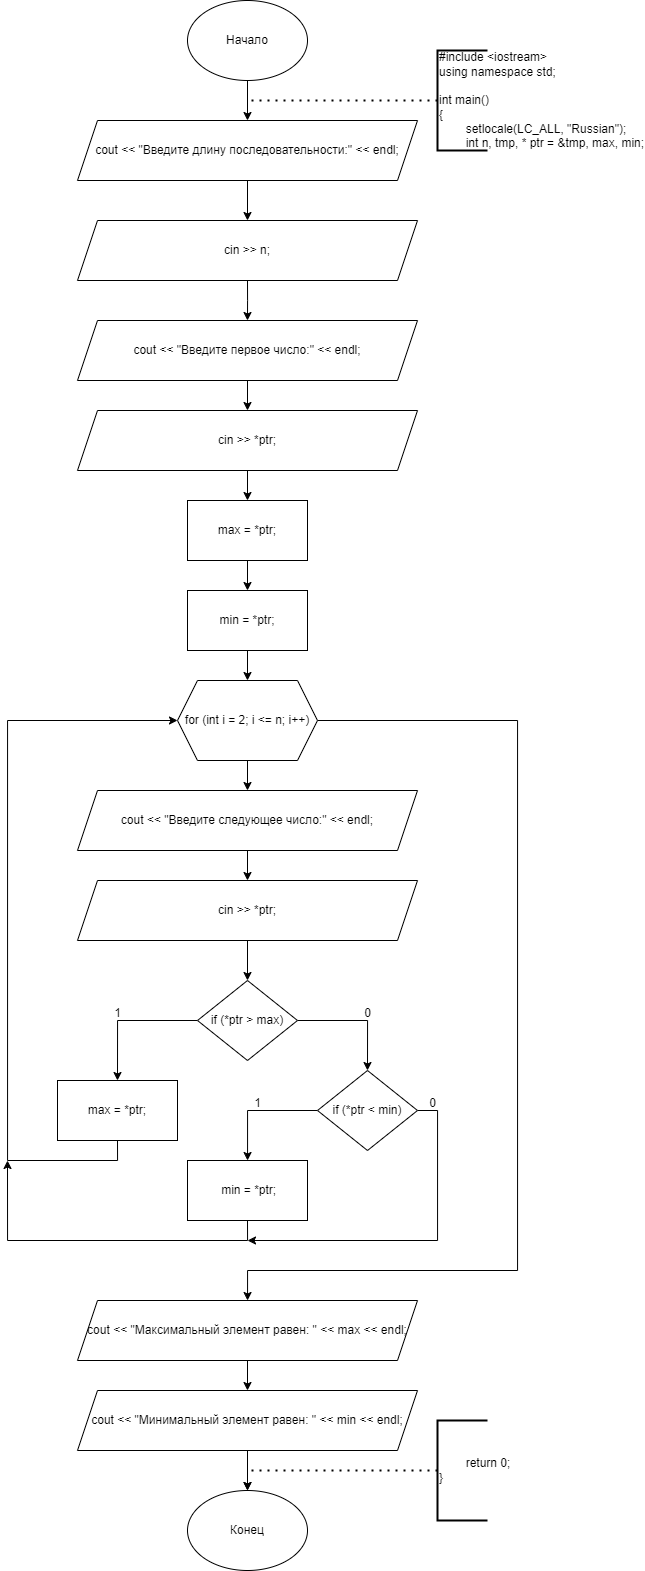 Начало
#include <iostream>
using namespace std;
int main()
{
setlocale(LC_ALL, "Russian");
int n, tmp, * ptr = &tmp, max, min;
cout << "Введите длину последовательности:" << endl;
cin >> n;
cout << "Введите первое число:" << endl;
cin >> *ptr;
max = *ptr;
min = *ptr;
for (int i = 2; i <= n; i++)
cout << "Введите следующее число:" << endl;
cin >> *ptr;
1
if (*ptr > max)
0
max = *ptr;
1
if (*ptr < min)
0
min = *ptr;
cout << "Максимальный элемент равен: " << max << endl;
cout << "Минимальный элемент равен: " << min << endl;
return 0;
}
Конец